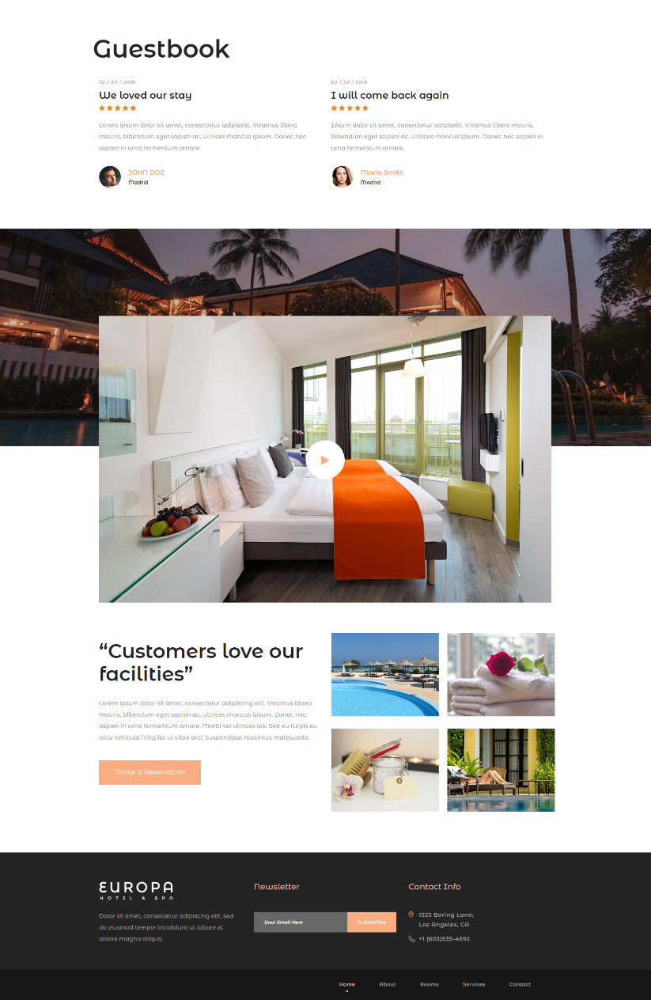 Guestbook
02 / 02 / 2019
We loved our stay
Lorem ipsum dolor sit amet, consectetur adipiselit. Vivamus libero
mauris, bibendum eget sapien ac, ultrices rhoncus ipsum. Donec nec
sapien in urna fermentum ornare.
JOHN DOE
Madrid
02 / 02 / 2019
I will come back again
Ipsum dolor sit amet, consectetur adipiselit. Vivamus libero mauris,
bibendum eget sapien ac, ultrices rhoncus ipsum. Donec nec sapien in
urna fermentum ornare.
Maria Smith
Madrid
“Customers love our
facilities”
Lorem ipsum dolor sit amet, consectetur adipiscing elit. Vivamus libero
mauris, bibendum eget sapien ac, ultrices rhoncus ipsum. Donec nec
sapien in urna fermentum ornare. Morbi vel ultrices leo. Sed eu turpis eu
arcu vehicula fringilla ut vitae orci. Suspendisse maximus malesuada.
Make a Reservation
EUROPA
HOTEL & SPA
Dolor sit amet, consectetur adipiscing elit, sed
do eiusmod tempor incididunt ut labore et
dolore magna aliqua.
Newsletter
Your Email Here
Subscribe
Contact Info
1525 Boring Lane,
Los Angeles, CA
+1 (603)535-4592
Home
About
Rooms
Services
Contact